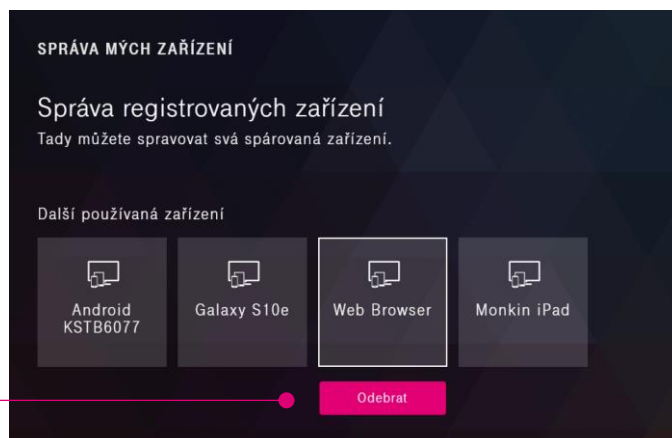 SPRÁVA MÝCH ZAŘÍZENÍ
Správa registrovaných zařízení
Tady můžete spravovat svá spárovaná zařízení.
Další používaná zařízení
Android
KSTB6077
Galaxy S10e
Web Browser
Monkin iPad
Odebrat